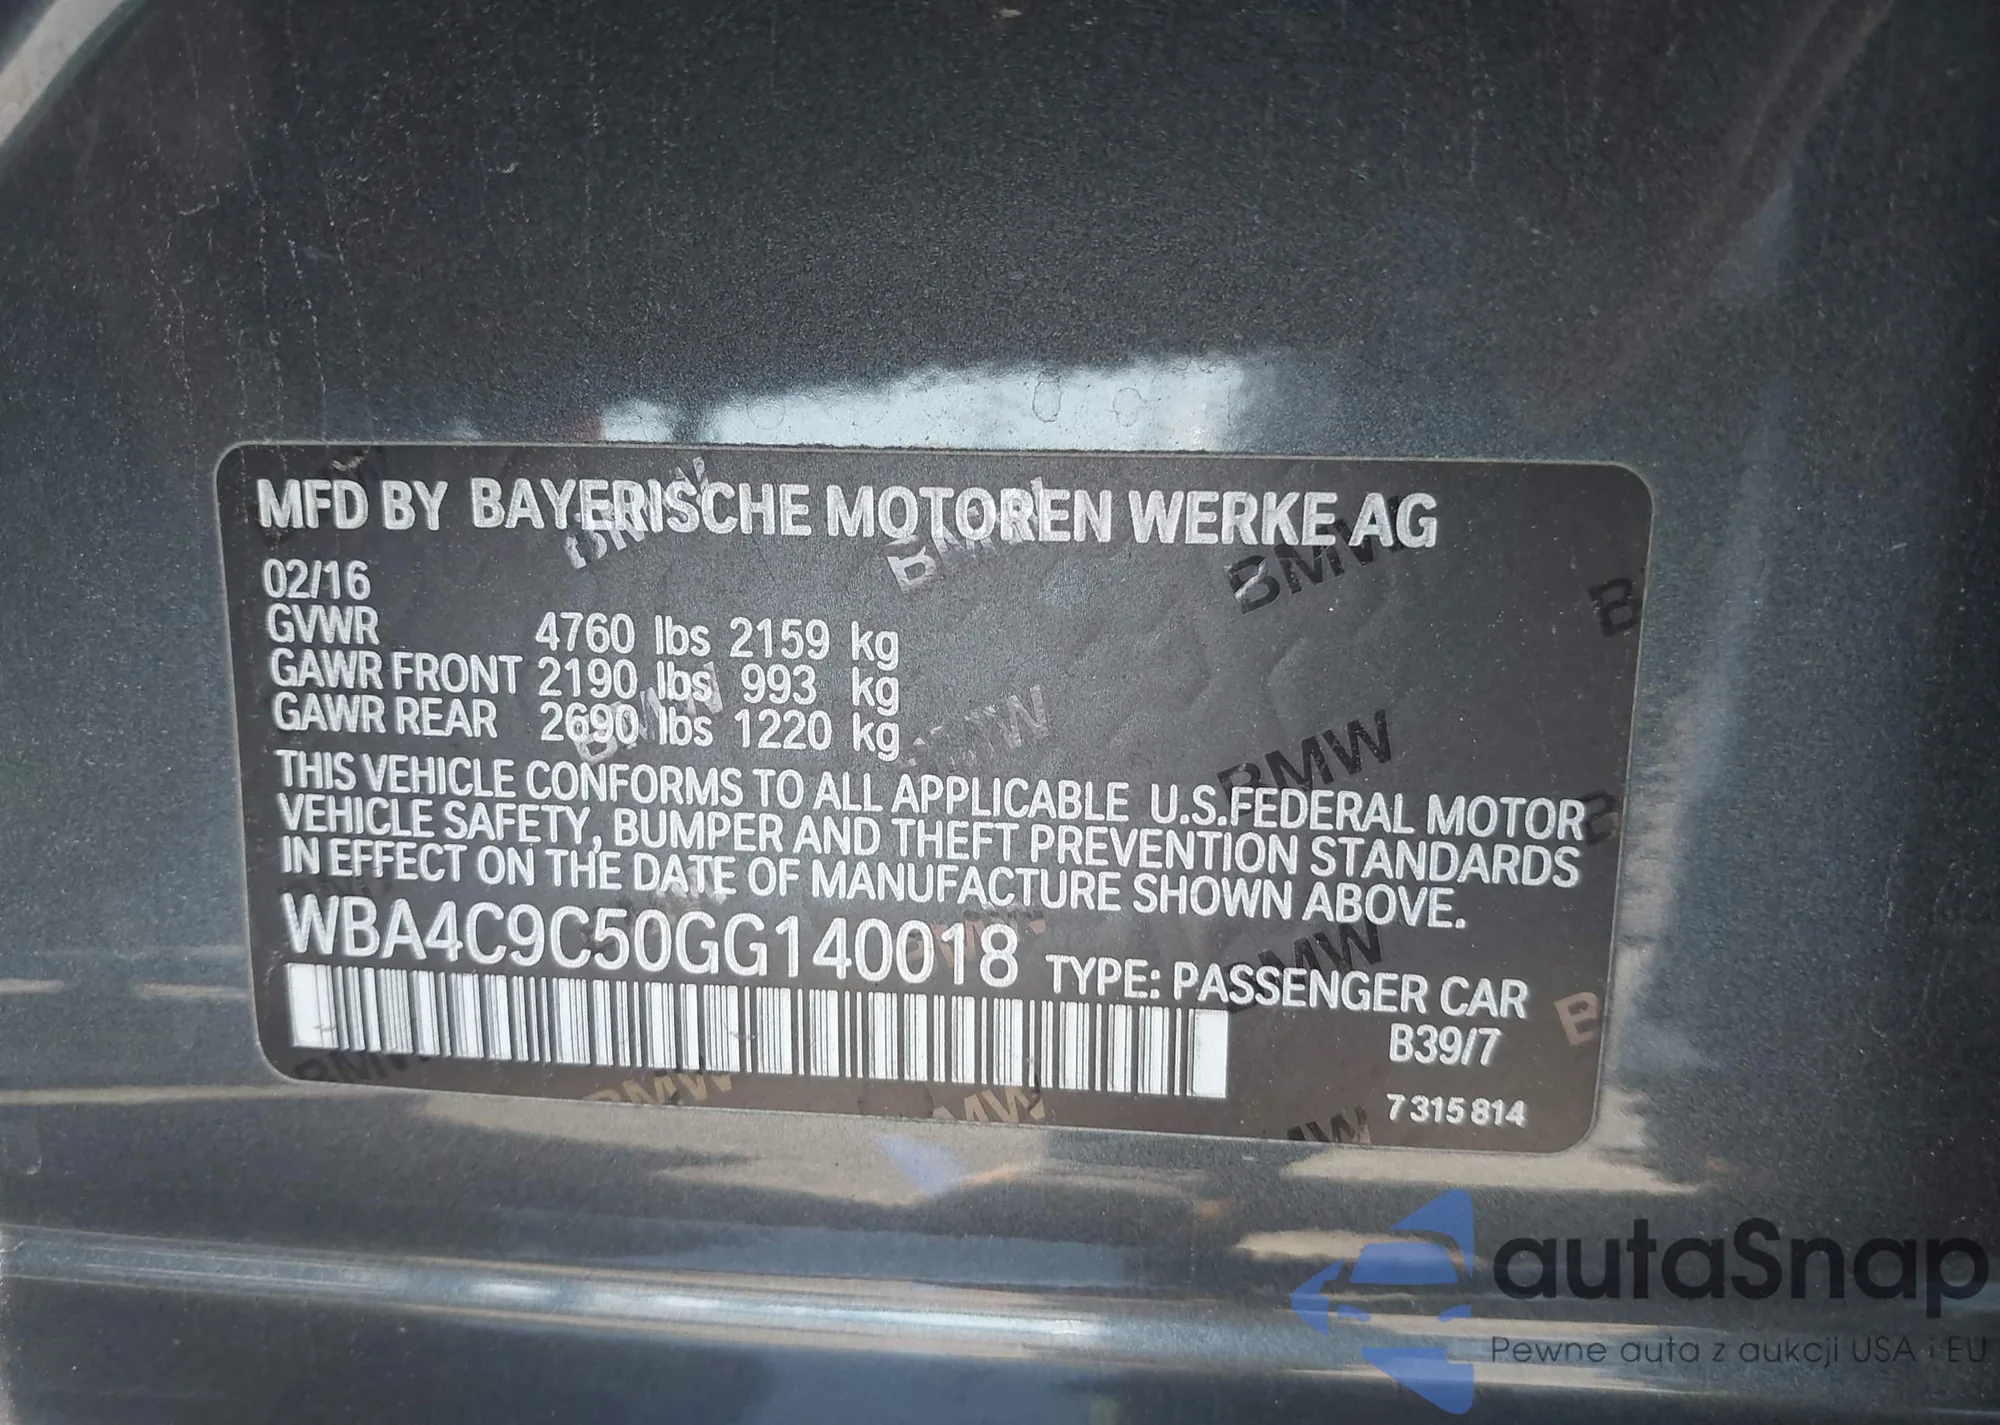 MFD BY BAYERISCHE MOTOREN WERKE AG
02/16
GVWR 4760 lbs 2159 kg
GAWR FRONT 2190 lbs 993 kg
GAWR REAR 2690 lbs 1220 kg
THIS VEHICLE CONFORMS TO ALL APPLICABLE U.S.FEDERAL MOTOR
VEHICLE SAFETY, BUMPER AND THEFT PREVENTION STANDARDS
IN EFFECT ON THE DATE OF MANUFACTURE SHOWN ABOVE.
WBA4C9C50GG140018 TYPE: PASSENGER CAR
B39/7
7 315 814
autaSnap
Pewne auta z aukcji USA i EU